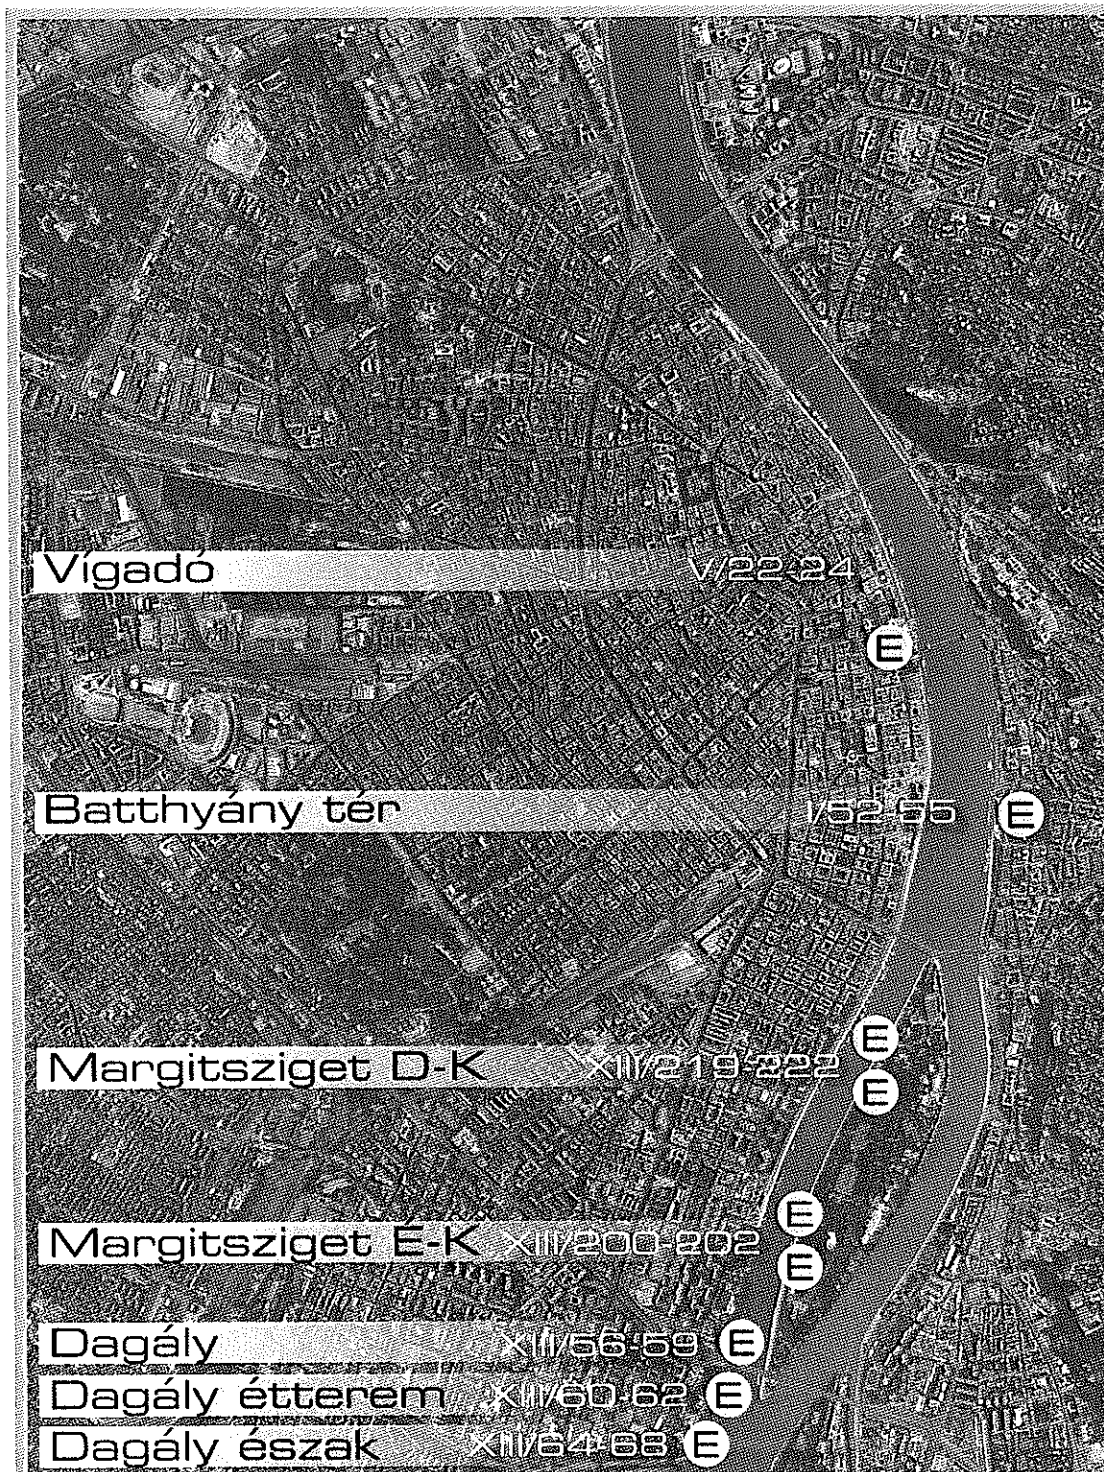 Vígadó V/22-24
E
Batthyány tér I/52-55 E
E
Margitsziget D-K XIII/219-222
E
E
Margitsziget É-K XIII/200-202
E
Dagály XIII/56-59 E
Dagály étterem XIII/60-62 E
Dagály észak XIII/64-68 E